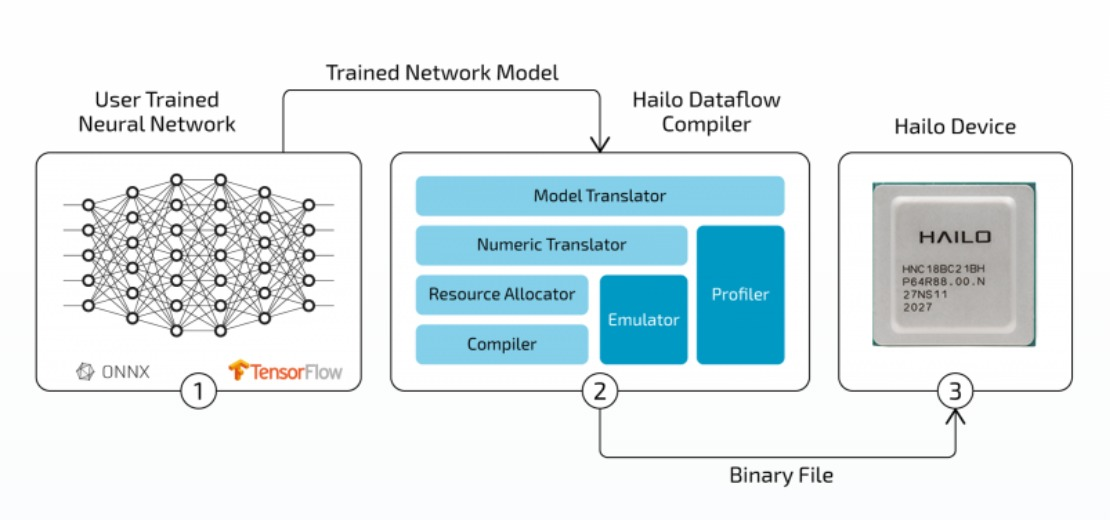 Trained Network Model
User Trained
Neural Network
Hailo Dataflow
Compiler
Hailo Device
Model Translator
Numeric Translator
Resource Allocator
Compiler
Emulator
Profiler
ONNX
TensorFlow
HAILO
HNC18BC21BH
P64R88.00.N
27NS11
2027
1
2
3
Binary File